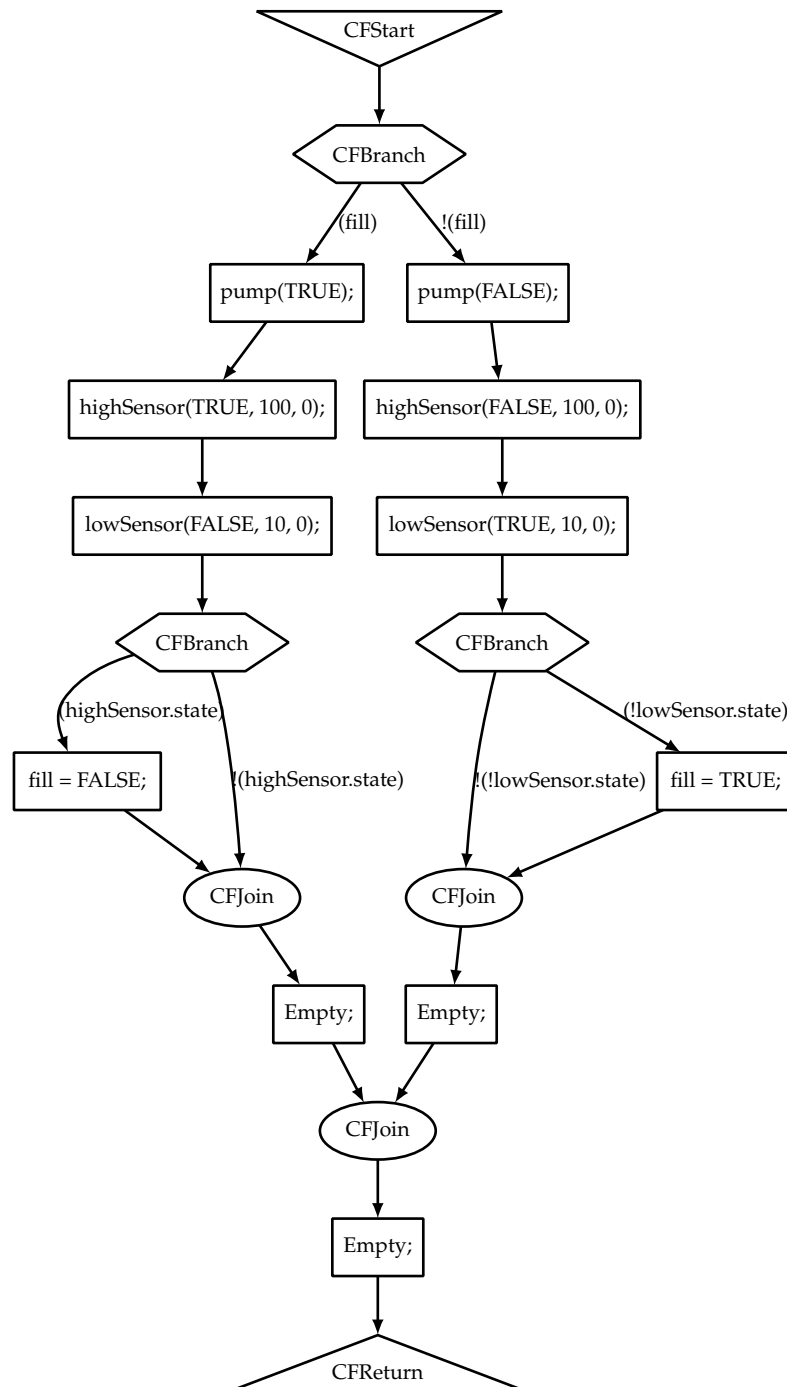 CFStart
CFBranch
(fill)
!(fill)
pump(TRUE);
pump(FALSE);
highSensor(TRUE, 100, 0);
highSensor(FALSE, 100, 0);
lowSensor(FALSE, 10, 0);
lowSensor(TRUE, 10, 0);
CFBranch
CFBranch
(highSensor.state)
(!lowSensor.state)
fill = FALSE;
!(highSensor.state)
!(!lowSensor.state)
fill = TRUE;
CFJoin
CFJoin
Empty;
Empty;
CFJoin
Empty;
CFReturn